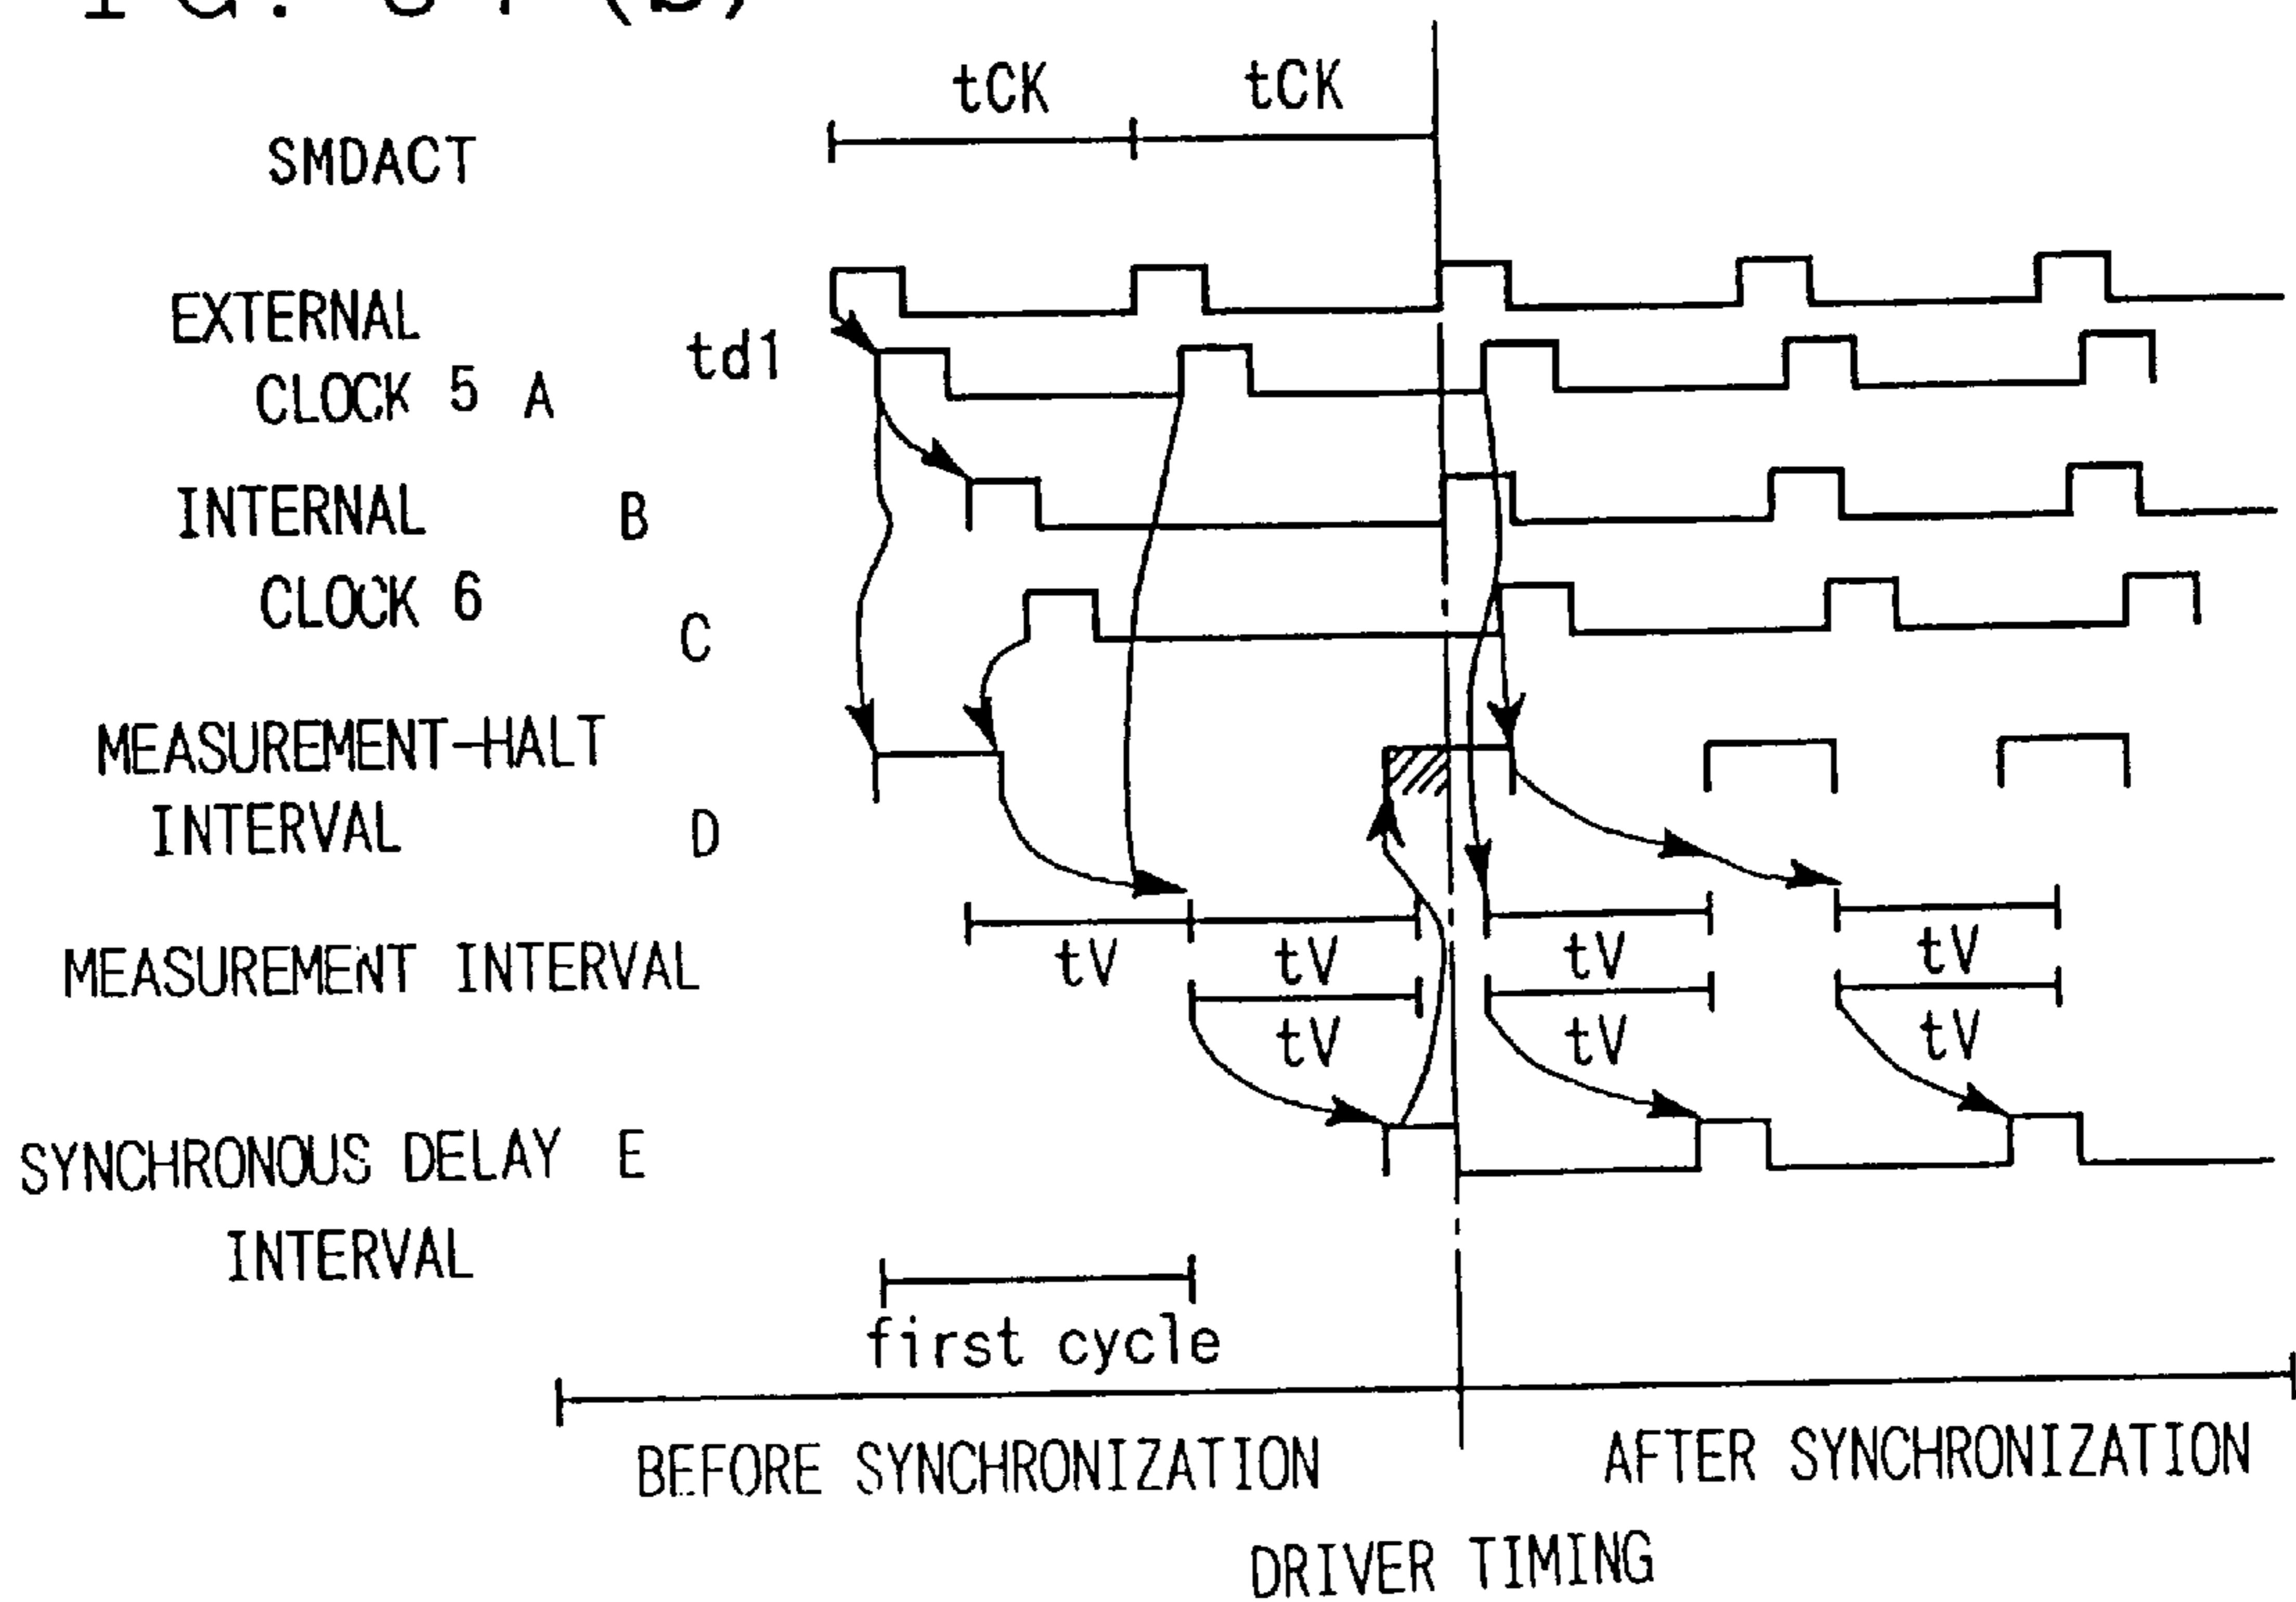 tCK tCK
SMDACT
EXTERNAL
CLOCK 5 A
td1
INTERNAL
CLOCK 6
B
C
MEASUREMENT-HALT
INTERVAL
D
MEASUREMENT INTERVAL
tV tV tV tV
tV tV tV
SYNCHRONOUS DELAY E
INTERVAL
first cycle
BEFORE SYNCHRONIZATION
AFTER SYNCHRONIZATION
DRIVER TIMING